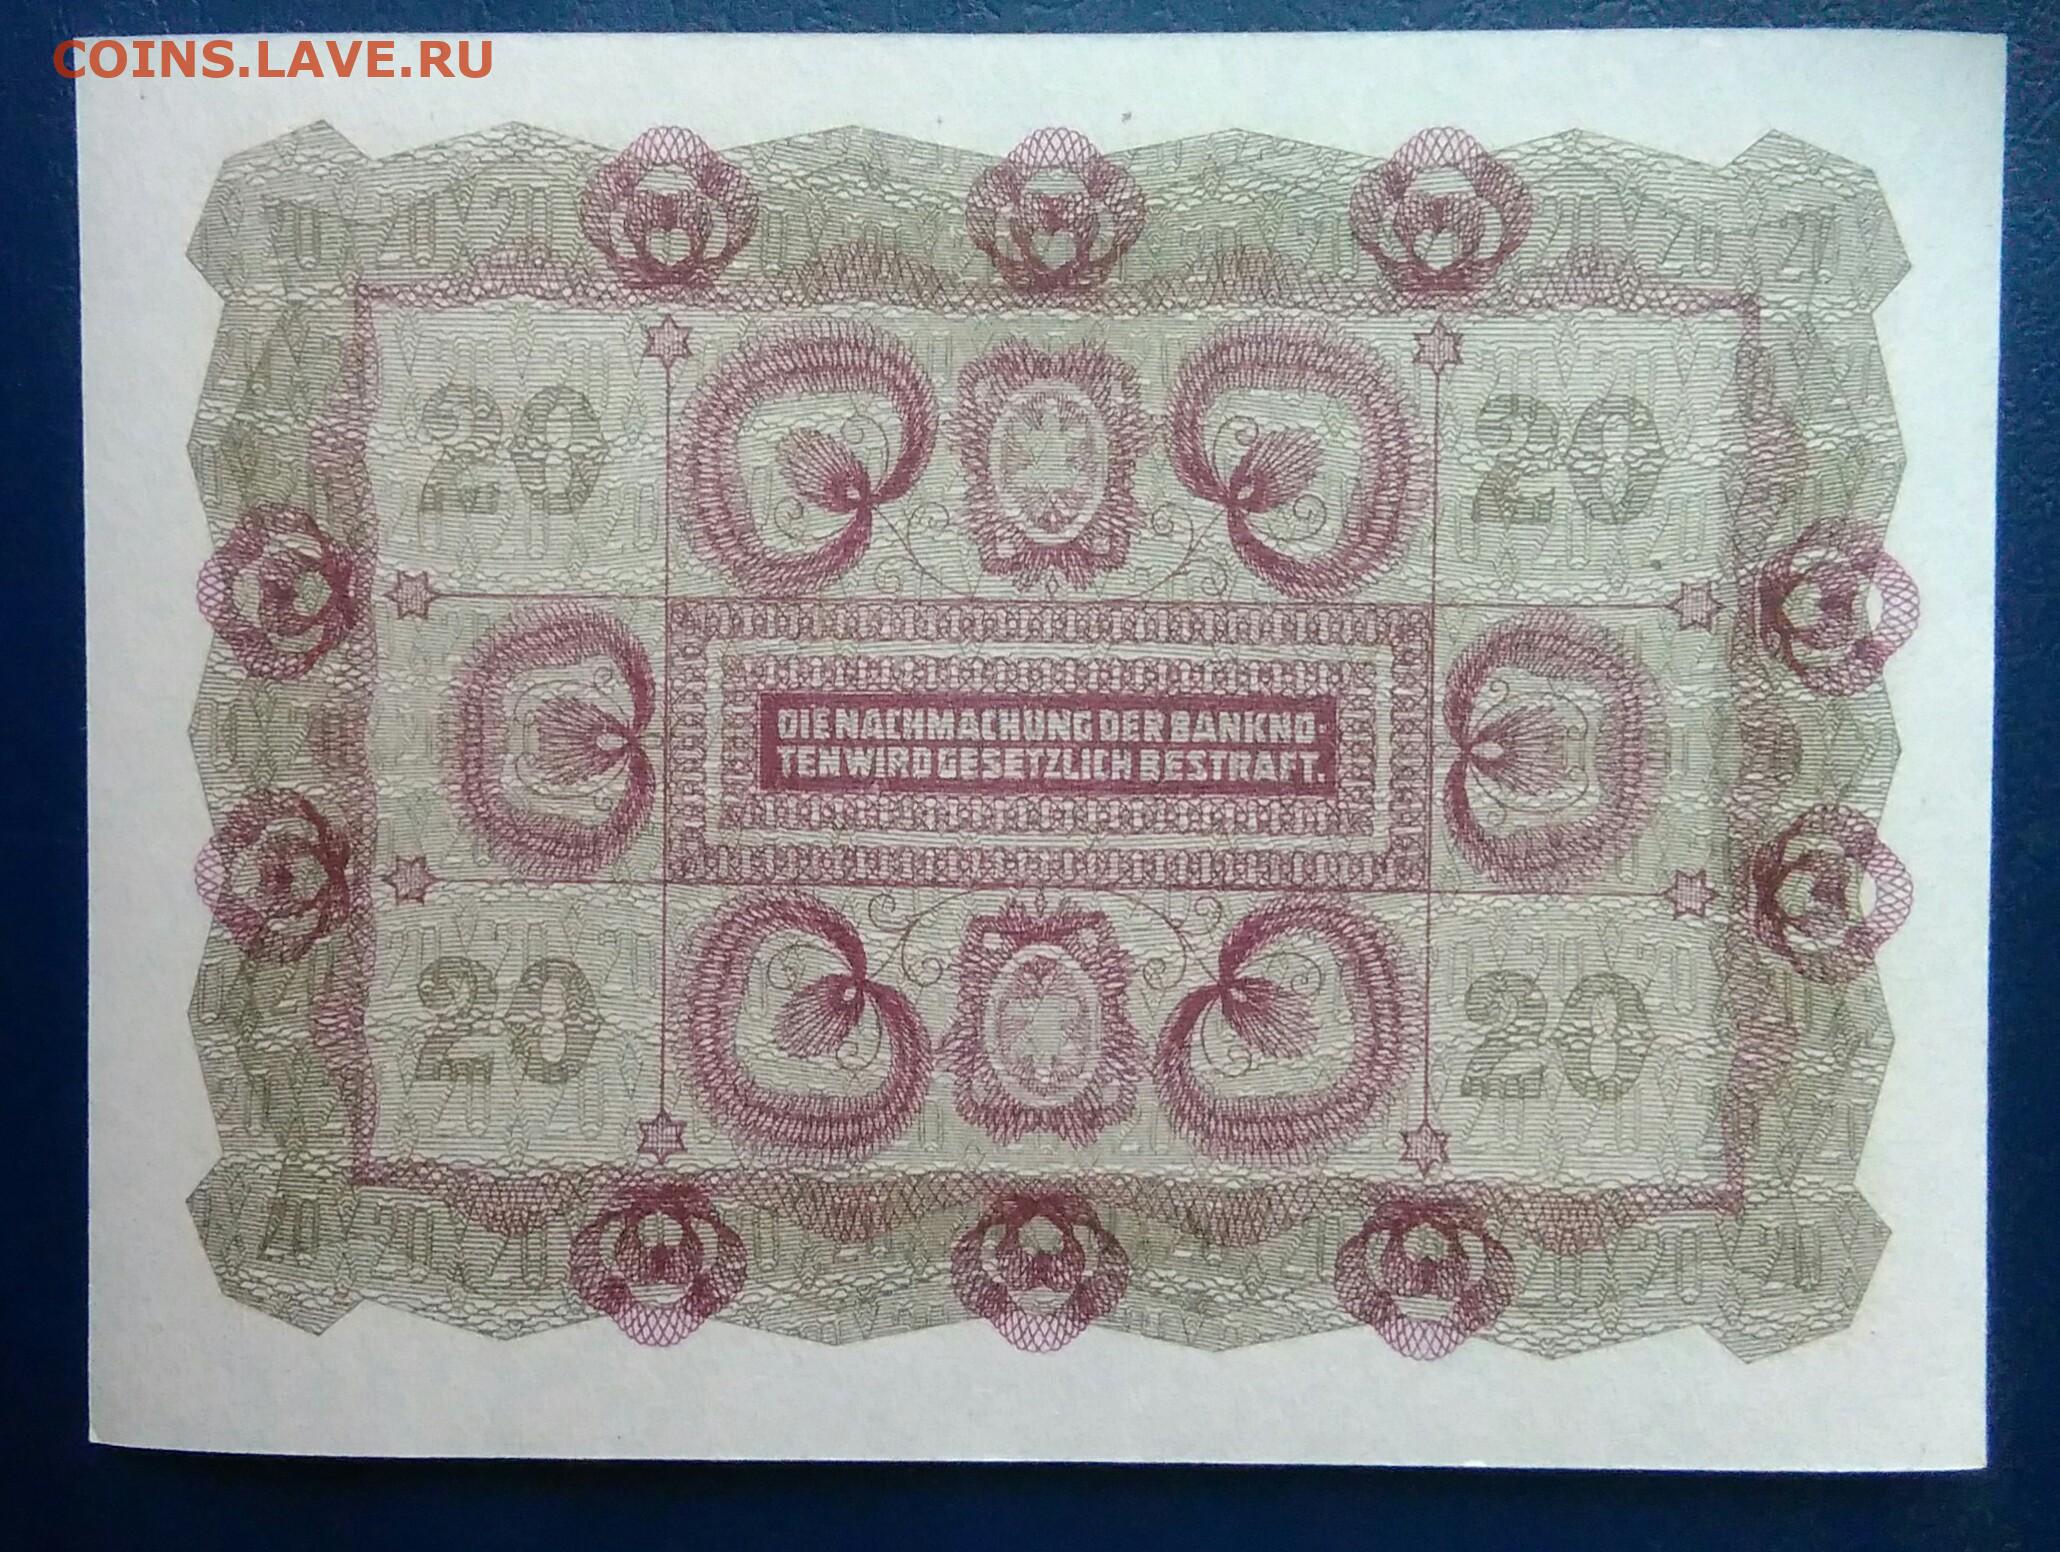 COINS.LAVE.RU
20 20
DIE NACHMACHUNG DER BANKNO-
TEN WIRD GESETZLICH BESTRAFT.
20 20